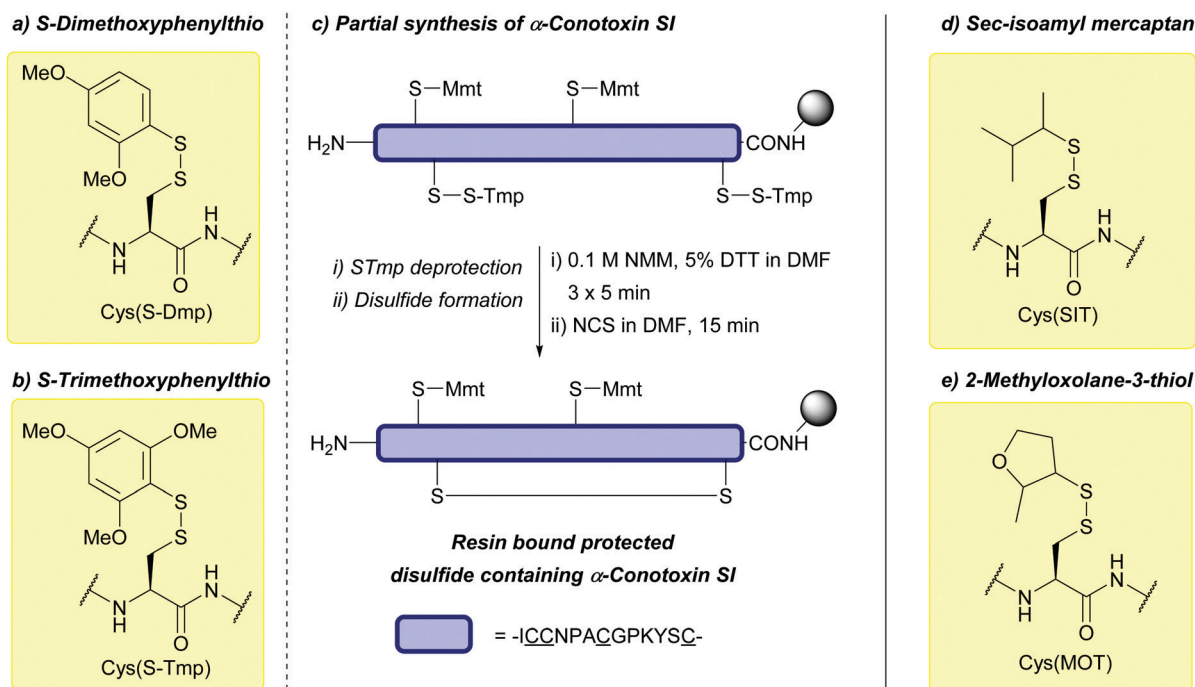 a) S-Dimethoxyphenylthio
MeO
MeO
S
S
N
H
H
N
O
Cys(S-Dmp)
b) S-Trimethoxyphenylthio
MeO
OMe
MeO
S
S
N
H
H
N
O
Cys(S-Tmp)
c) Partial synthesis of α-Conotoxin SI
S—Mmt
S—Mmt
H2N
CONH
S—S-Tmp
S—S-Tmp
i) STmp deprotection
ii) Disulfide formation
i) 0.1 M NMM, 5% DTT in DMF
3 x 5 min
ii) NCS in DMF, 15 min
S—Mmt
S—Mmt
H2N
CONH
S
S
Resin bound protected
disulfide containing α-Conotoxin SI
= -ICCNPACGPKYSC-
d) Sec-isoamyl mercaptan
S
S
N
H
H
N
O
Cys(SIT)
e) 2-Methyloxolane-3-thiol
O
S
S
N
H
H
N
O
Cys(MOT)